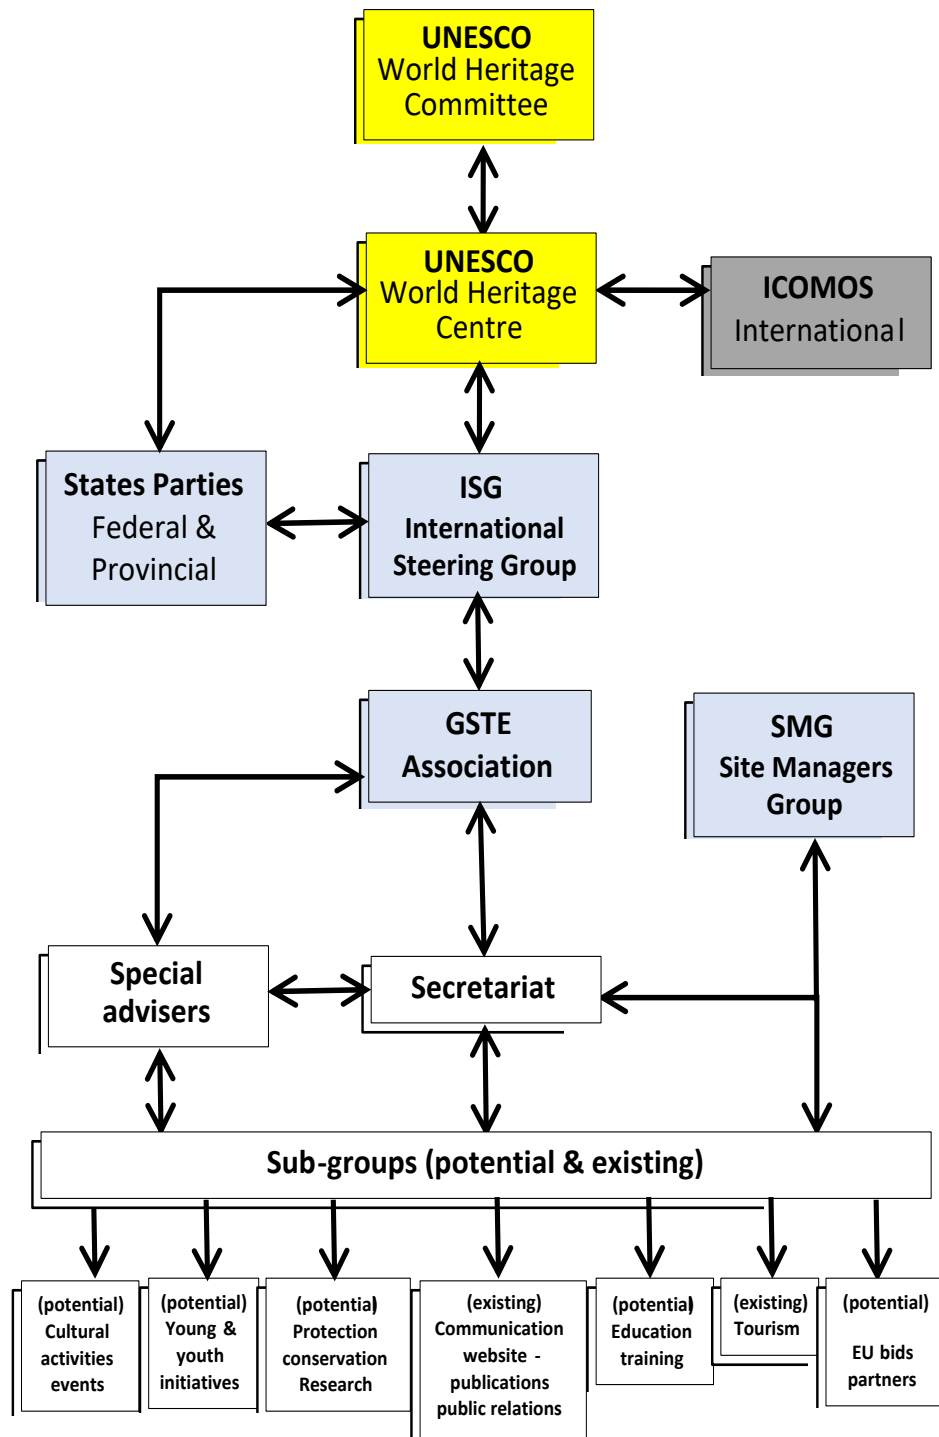 UNESCO
World Heritage
Committee
UNESCO
World Heritage
Centre
ICOMOS
International
States Parties
Federal &
Provincial
ISG
International
Steering Group
GSTE
Association
SMG
Site Managers
Group
Special
advisers
Secretariat
Sub-groups (potential & existing)
(potential)
Cultural
activities
events
(potential)
Young &
youth
initiatives
(potential)
Protection
conservation
Research
(existing)
Communication
website -
publications
public relations
(potential)
Education
training
(existing)
Tourism
(potential)
EU bids
partners